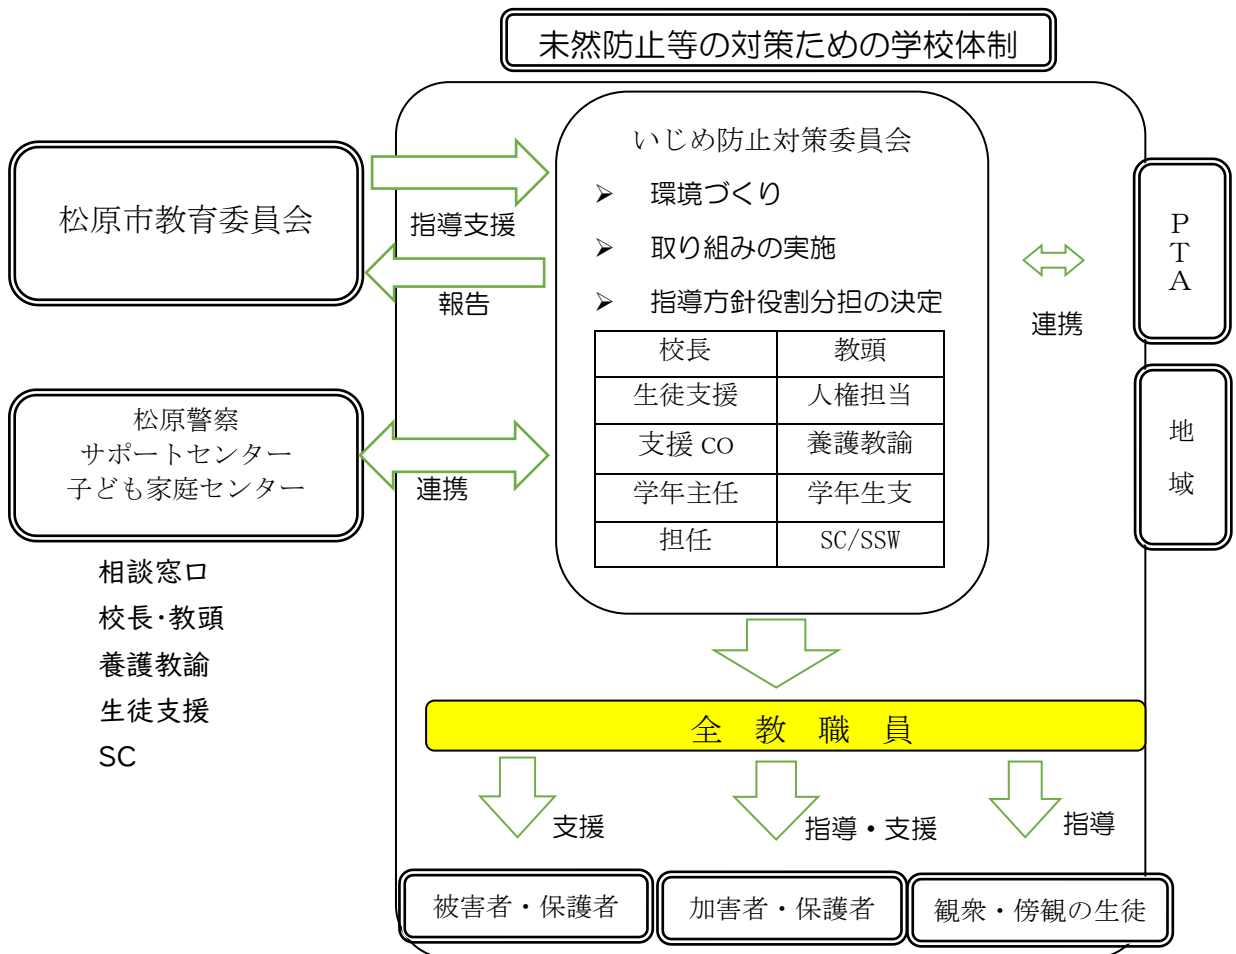 未然防止等の対策ための学校体制
いじめ防止対策委員会
➢ 環境づくり
➢ 取り組みの実施
➢ 指導方針役割分担の決定
校長 教頭
生徒支援 人権担当
支援 CO 養護教諭
学年主任 学年生支
担任 SC/SSW
松原市教育委員会
指導支援
報告
松原警察
サポートセンター
子ども家庭センター
連携
相談窓口
校長・教頭
養護教諭
生徒支援
SC
連携
PTA
地域
全教職員
支援
指導・支援
指導
被害者・保護者
加害者・保護者
観衆・傍観の生徒